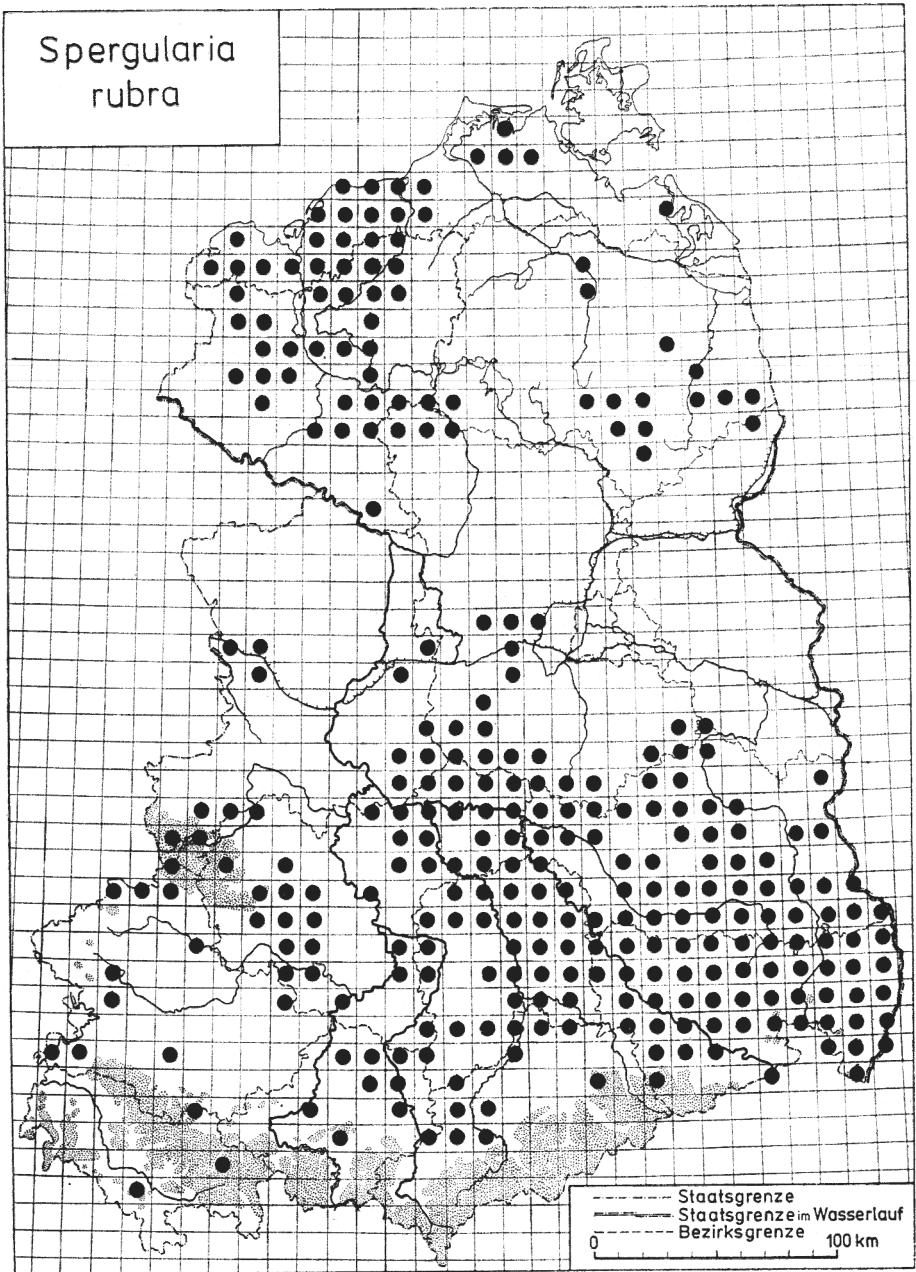 Spergularia
rubra
Staatsgrenze
Staatsgrenze im Wasserlauf
Bezirksgrenze
0 100 km